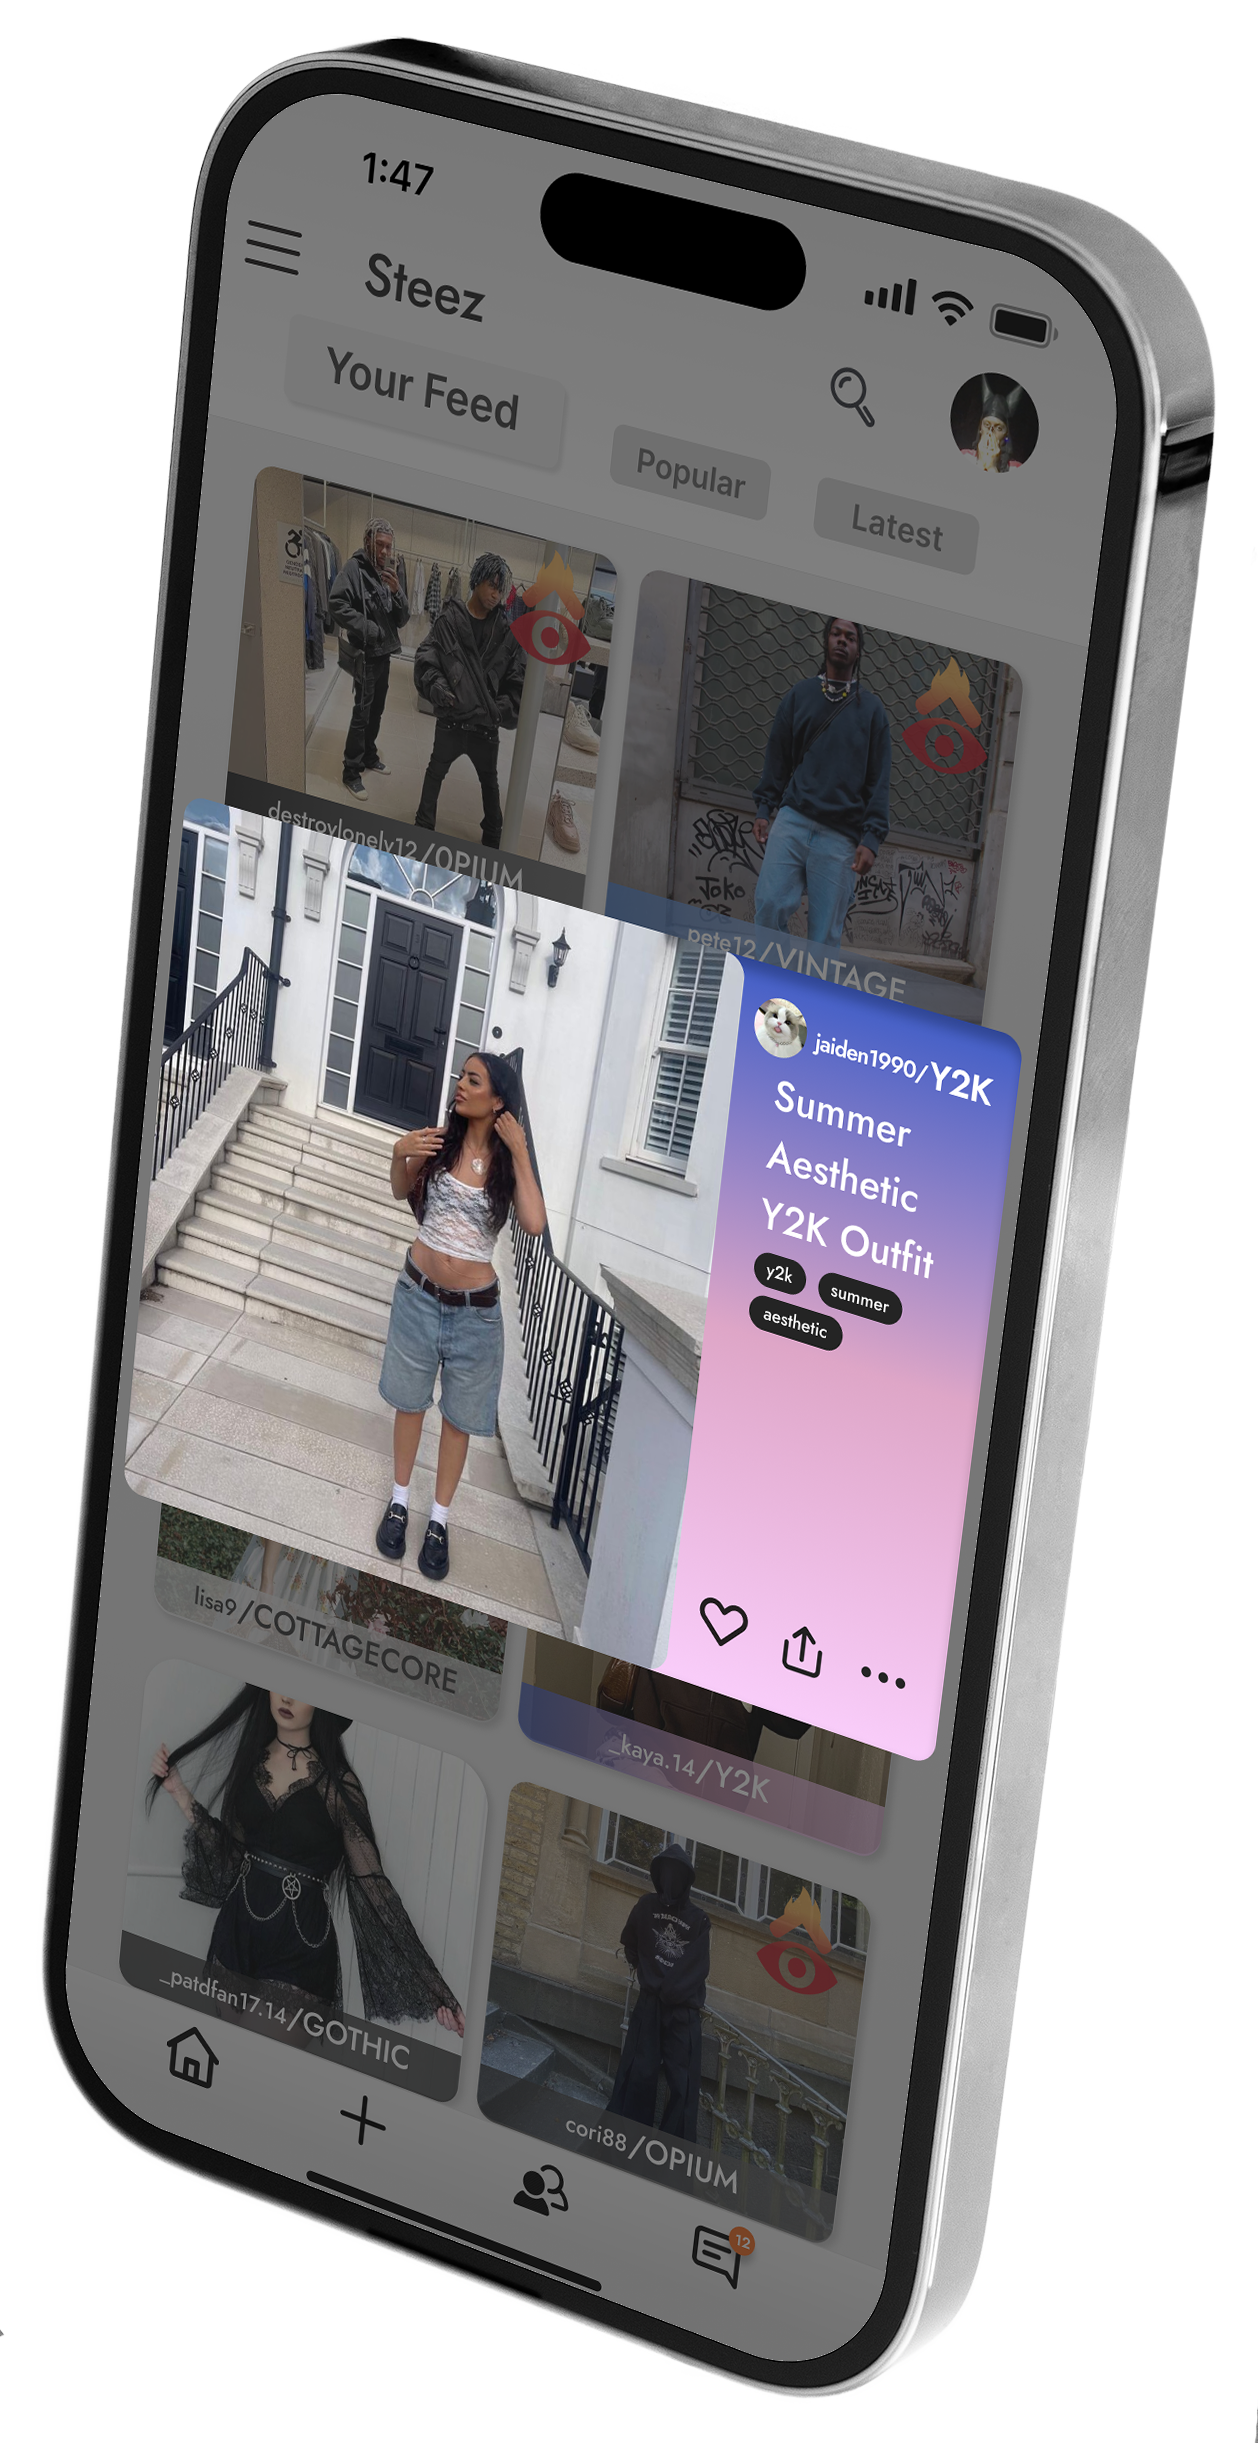 1:47
Steez
Your Feed
Popular
Latest
destroylonely12/OPIUM
Joko
pete12/VINTAGE
jaiden1990/Y2K
Summer
Aesthetic
Y2K Outfit
y2k
summer
aesthetic
lisa9/COTTAGECORE
_kaya.14/Y2K
_patdfan17.14/GOTHIC
cori88/OPIUM
12